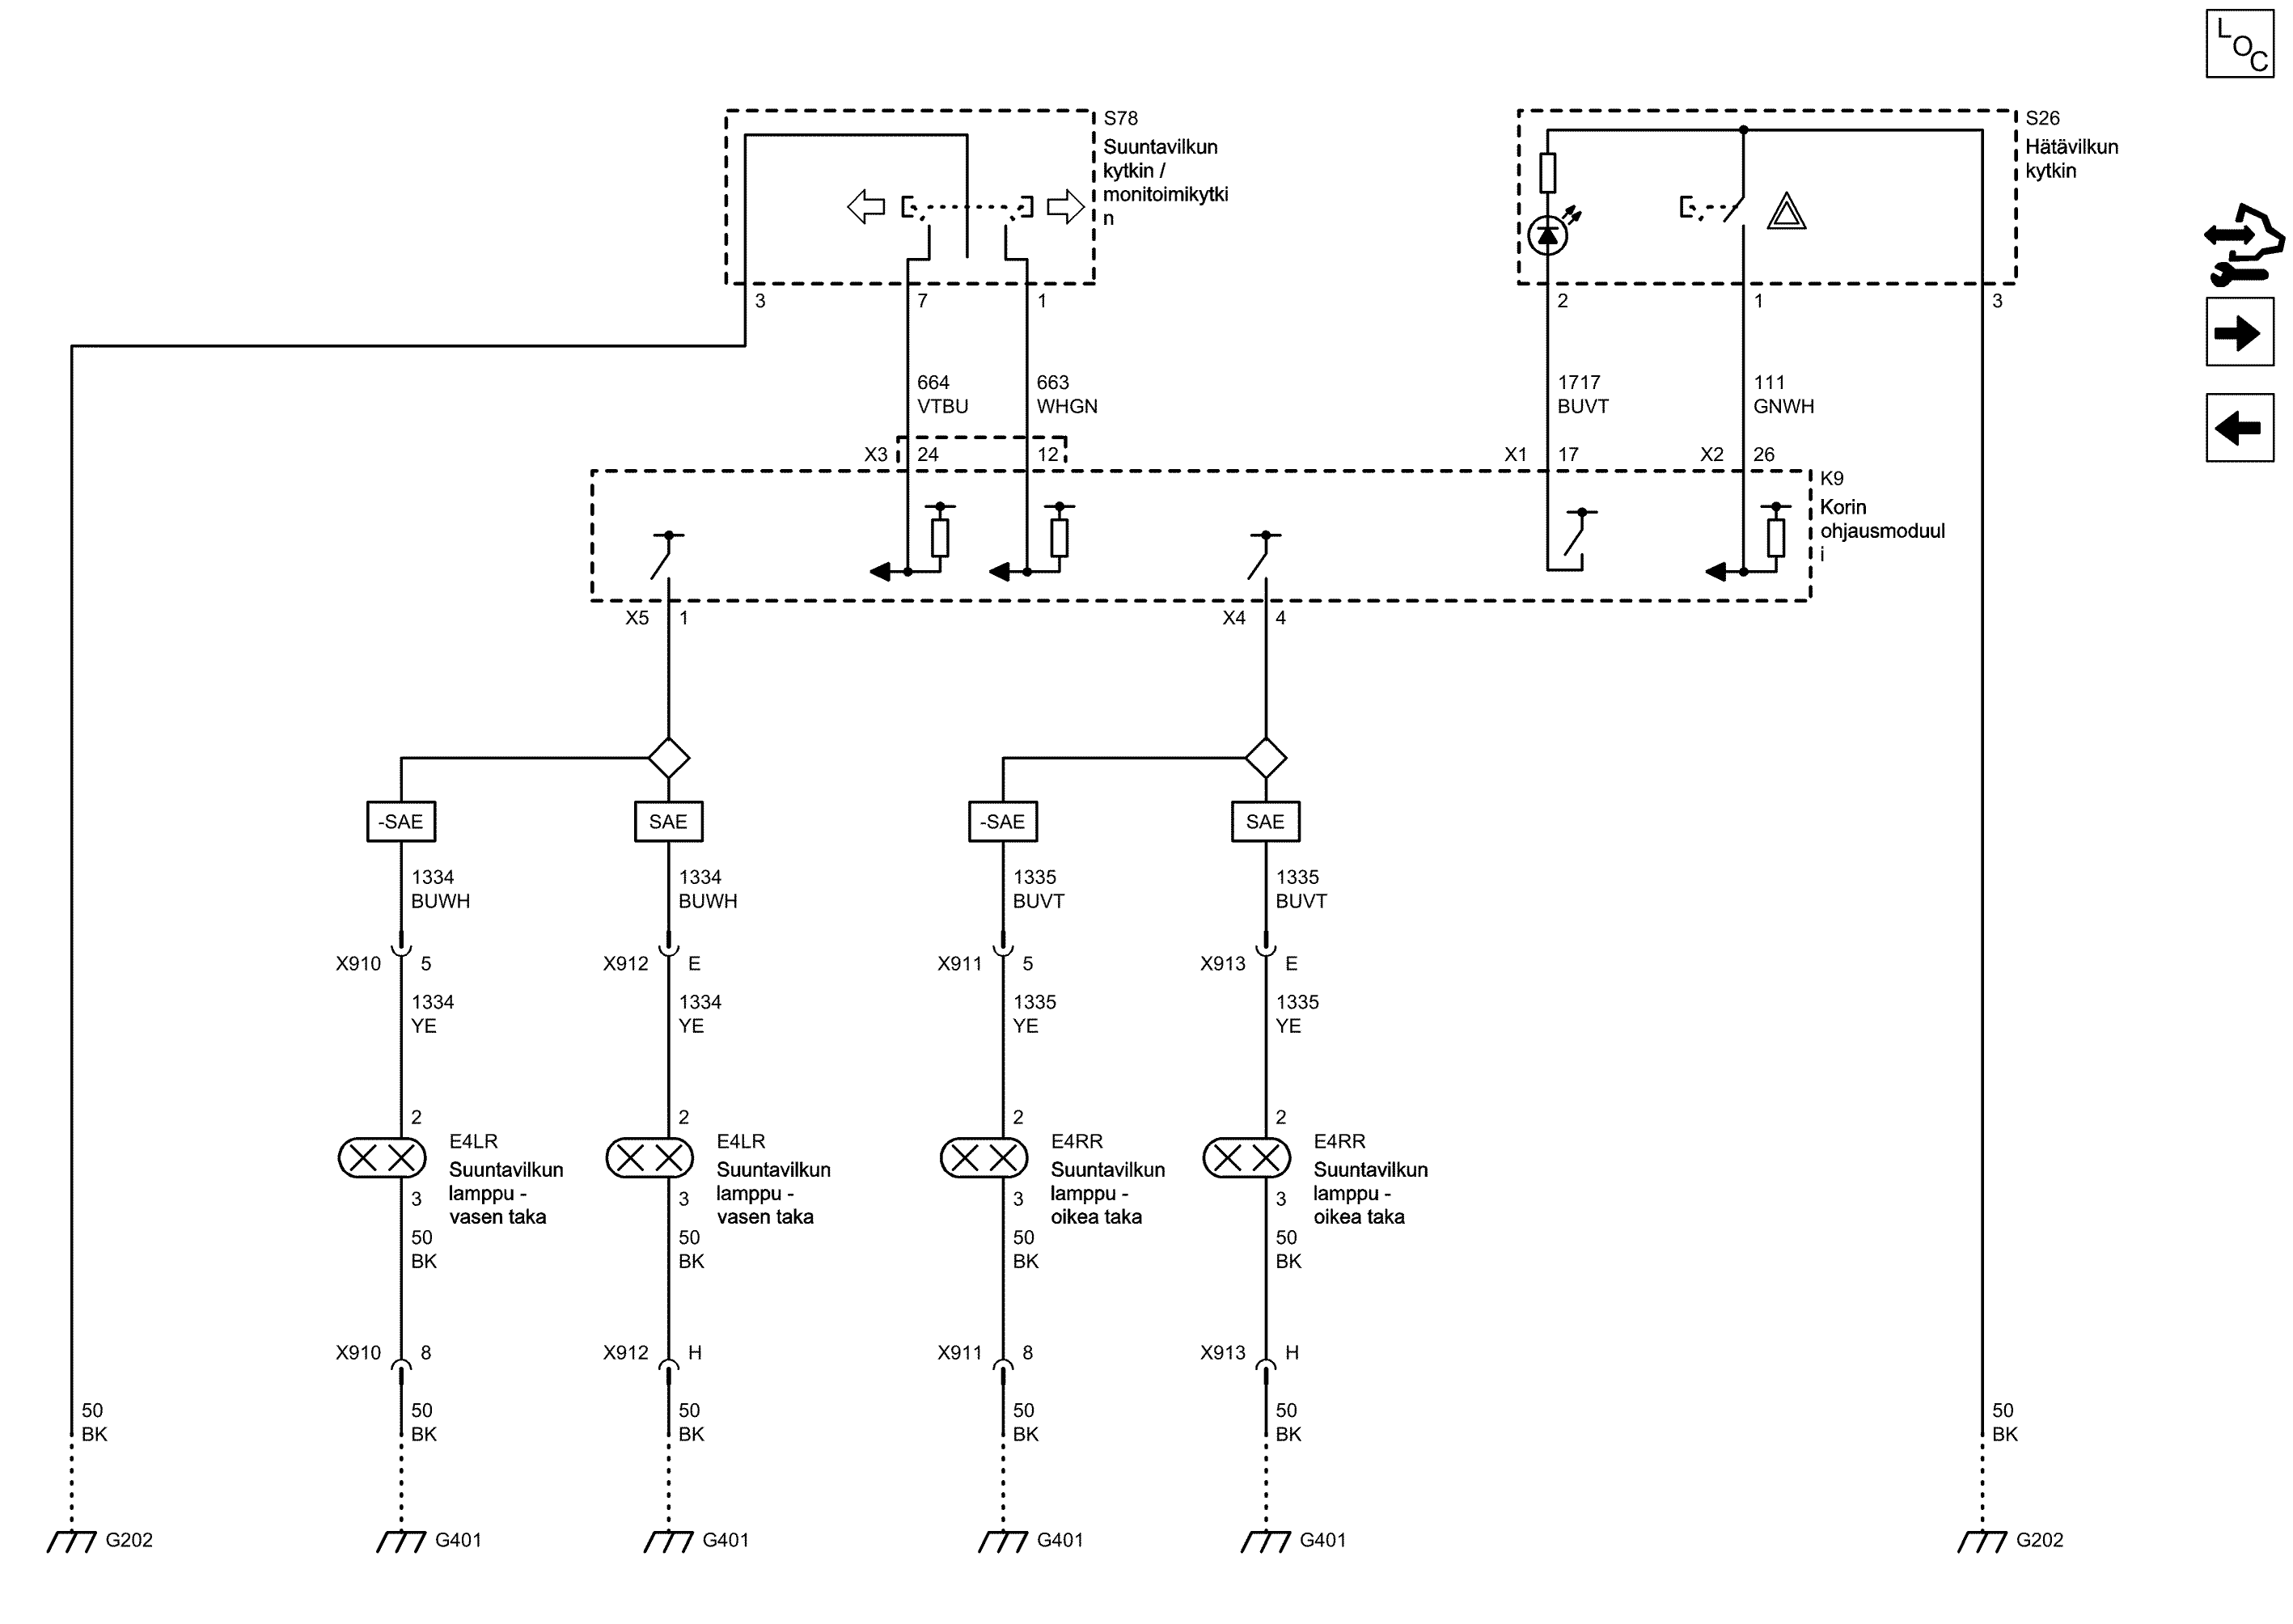 L
O
C
S78
Suuntavilkun
kytkin /
monitoimikytki
n
S26
Hätävilkun
kytkin
3
7
1
2
1
3
664
VTBU
663
WHGN
1717
BUVT
111
GNWH
X3
24
12
X1
17
X2
26
K9
Korin
ohjausmoduul
i
X5
1
X4
4
-SAE
SAE
-SAE
SAE
1334
BUWH
1334
BUWH
1335
BUVT
1335
BUVT
X910
5
X912
E
X911
5
X913
E
1334
YE
1334
YE
1335
YE
1335
YE
2
2
2
2
E4LR
Suuntavilkun
lamppu -
vasen taka
E4LR
Suuntavilkun
lamppu -
vasen taka
E4RR
Suuntavilkun
lamppu -
oikea taka
E4RR
Suuntavilkun
lamppu -
oikea taka
3
3
3
3
50
BK
50
BK
50
BK
50
BK
X910
8
X912
H
X911
8
X913
H
50
BK
50
BK
50
BK
50
BK
50
BK
50
BK
G202
G401
G401
G401
G401
G202